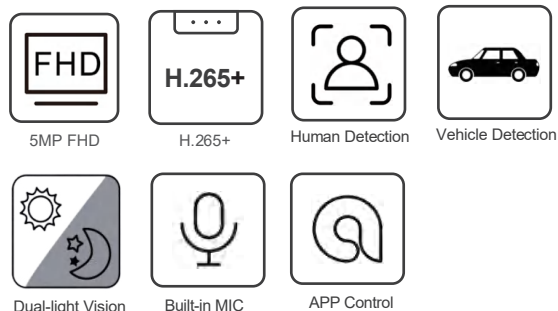 FHD
H.265+
5MP FHD
H.265+
Human Detection
Vehicle Detection
Dual-light Vision
Built-in MIC
APP Control